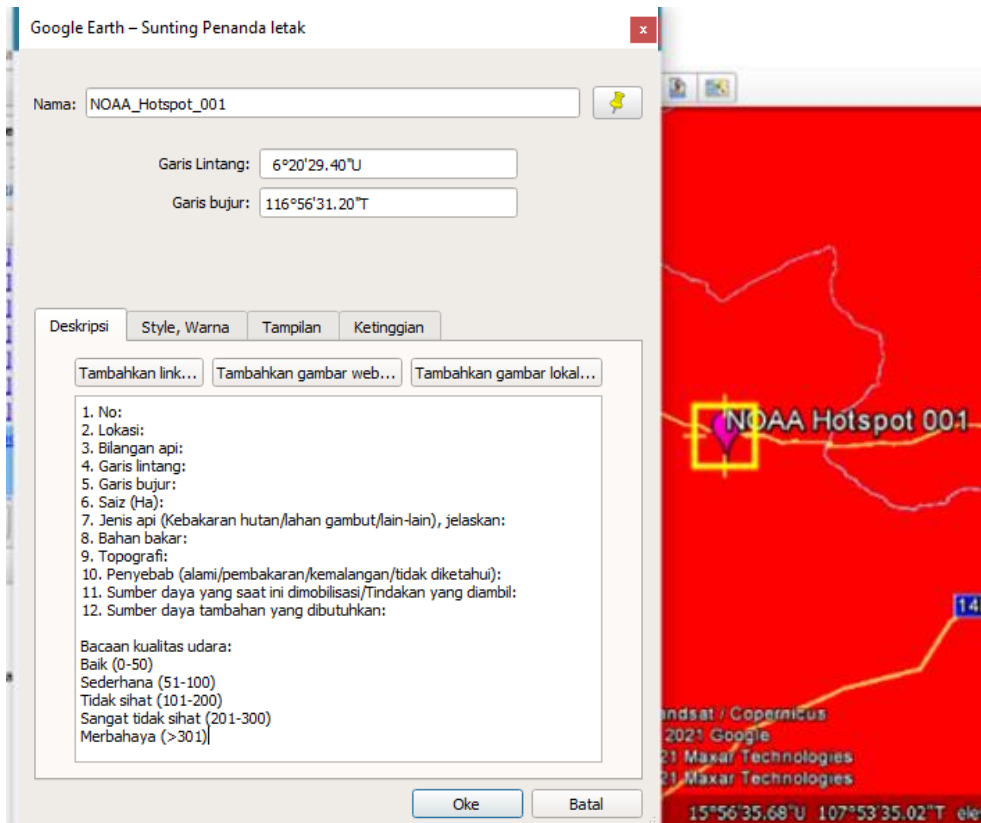 Google Earth – Sunting Penanda letak
x
Nama: NOAA_Hotspot_001
Garis Lintang: 6°20'29.40"U
Garis bujur: 116°56'31.20"T
Deskripsi Style, Warna Tampilan Ketinggian
Tambahkan link... Tambahkan gambar web... Tambahkan gambar lokal...
1. No:
2. Lokasi:
3. Bilangan api:
4. Garis lintang:
5. Garis bujur:
6. Saiz (Ha):
7. Jenis api (Kebakaran hutan/lahan gambut/lain-lain), jelaskan:
8. Bahan bakar:
9. Topografi:
10. Penyebab (alami/pembakaran/kemalangan/tidak diketahui):
11. Sumber daya yang saat ini dimobilisasi/Tindakan yang diambil:
12. Sumber daya tambahan yang dibutuhkan:
Bacaan kualitas udara:
Baik (0-50)
Sederhana (51-100)
Tidak sihat (101-200)
Sangat tidak sihat (201-300)
Merbahaya (>301)
Oke Batal
NOAA Hotspot 001
14
ndsat / Copernicus
2021 Google
21 Maxar Technologies
21 Maxar Technologies
15°56'35.68"U 107°53'35.02"T ele